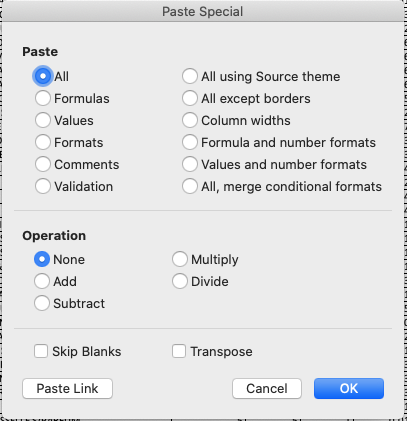 Paste Special
Paste
All
All using Source theme
Formulas
All except borders
Values
Column widths
Formats
Formula and number formats
Comments
Values and number formats
Validation
All, merge conditional formats
Operation
None
Multiply
Add
Divide
Subtract
Skip Blanks
Transpose
Paste Link
Cancel
OK